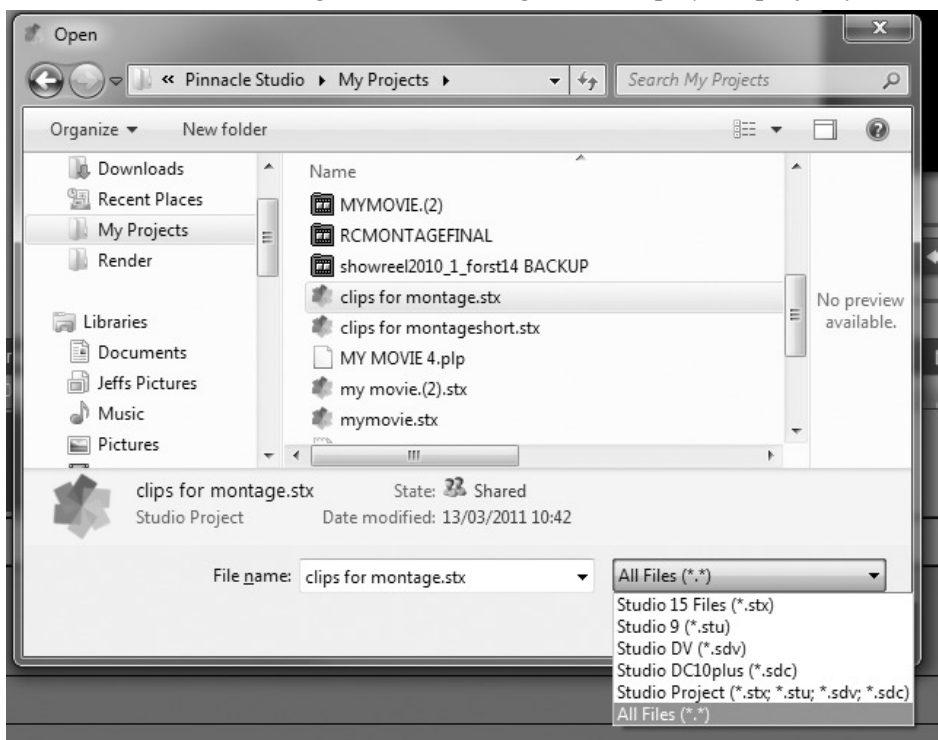 Open
« Pinnacle Studio ▸ My Projects ▸
Search My Projects
Organize
New folder
Downloads
Recent Places
My Projects
Render
Libraries
Documents
Jeffs Pictures
Music
Pictures
Name
MYMOVIE.(2)
RCMONTAGEFINAL
showreel2010_1_forst14 BACKUP
clips for montage.stx
clips for montageshort.stx
MY MOVIE 4.plp
my movie.(2).stx
mymovie.stx
No preview
available.
clips for montage.stx State: Shared
Studio Project Date modified: 13/03/2011 10:42
File name: clips for montage.stx
All Files (*.*)
Studio 15 Files (*.stx)
Studio 9 (*.stu)
Studio DV (*.sdv)
Studio DC10plus (*.sdc)
Studio Project (*.stx; *.stu; *.sdv; *.sdc)
All Files (*.*)